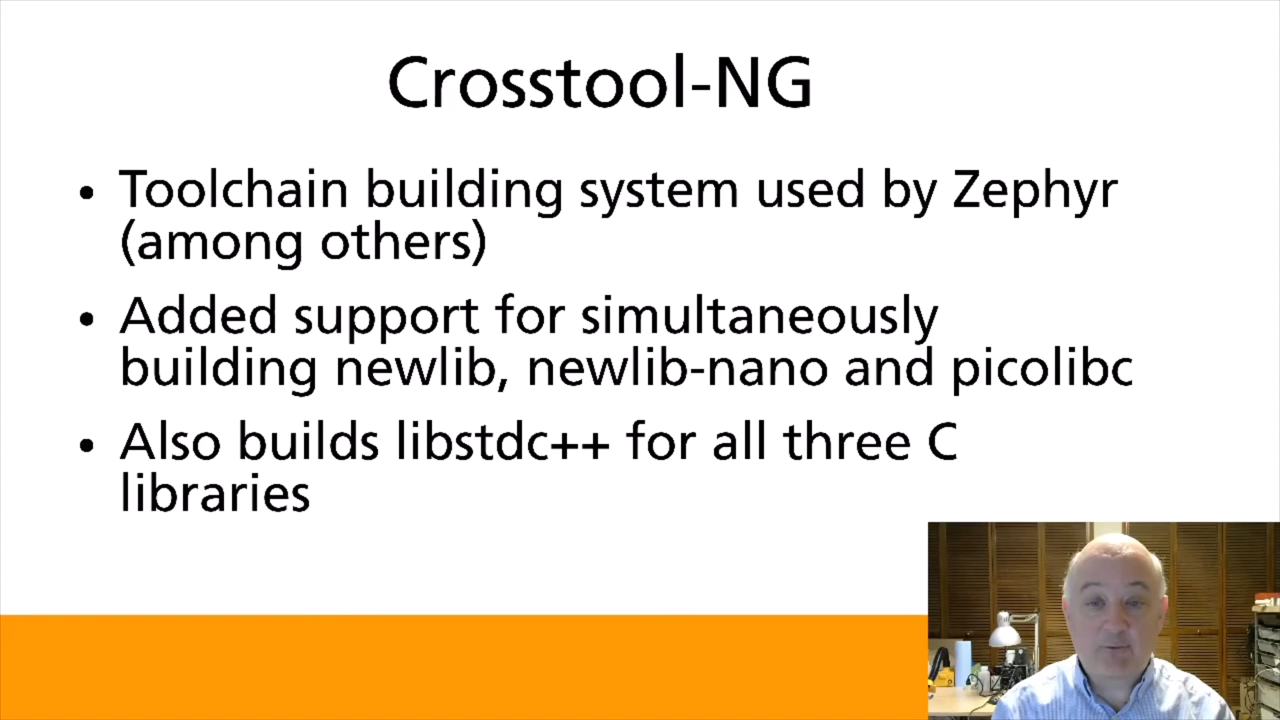 Crosstool-NG
• Toolchain building system used by Zephyr
(among others)
• Added support for simultaneously
building newlib, newlib-nano and picolibc
• Also builds libstdc++ for all three C
libraries